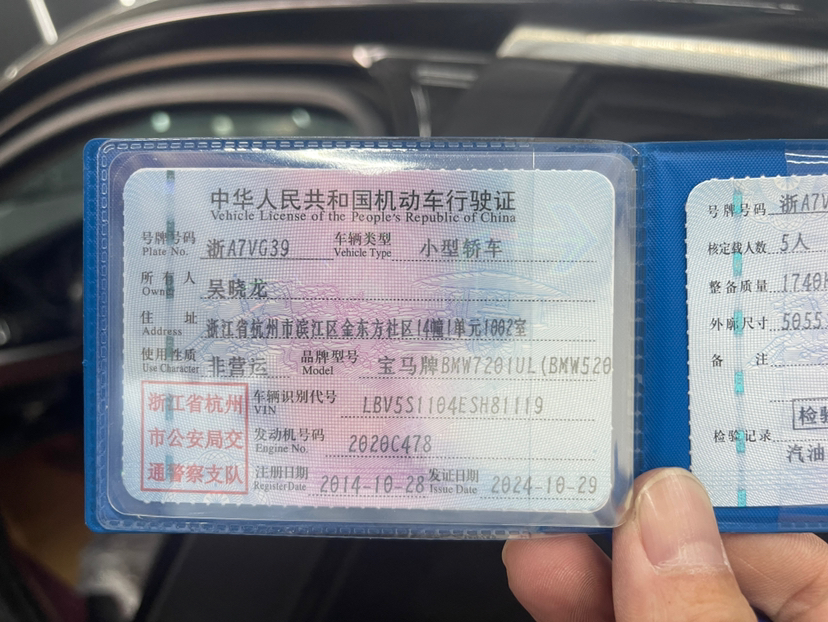 中华人民共和国机动车行驶证
Vehicle License of the People's Republic of China
号牌号码 浙A7VG39 车辆类型 小型轿车
Plate No. Vehicle Type
所有人 吴晓龙
Owner
住址 浙江省杭州市滨江区金东方社区14幢1单元1002室
Address
使用性质 非营运 品牌型号 宝马牌BMW7201UL(BMW520
Use Character Model
浙江省杭州
市公安局交
通警察支队
车辆识别代号 LBV5S1104ESH81119
VIN
发动机号码 2020C478
Engine No.
注册日期 2014-10-28 发证日期 2024-10-29
Register Date Issue Date
号牌号码 浙A7V
核定载人数 5人
整备质量 1740
外廓尺寸 5055
备注
检验记录
检
汽油